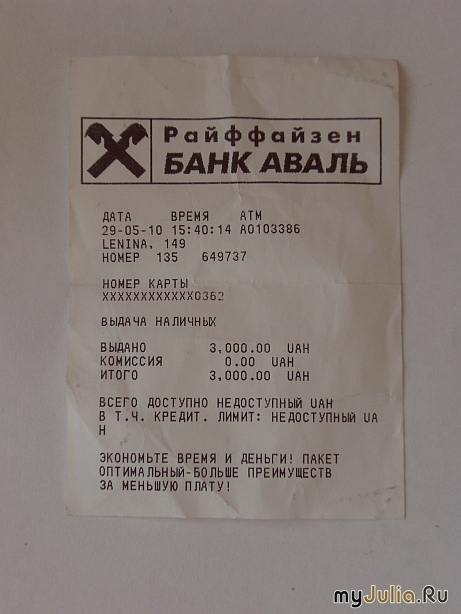 Райффайзен
БАНК АВАЛЬ
ДАТА ВРЕМЯ ATM
29-05-10 15:40:14 A0103386
LENINA, 149
НОМЕР 135 649737
НОМЕР КАРТЫ
XXXXXXXXXXXX0362
ВЫДАЧА НАЛИЧНЫХ
ВЫДАНО 3,000.00 UAH
КОМИССИЯ 0.00 UAH
ИТОГО 3,000.00 UAH
ВСЕГО ДОСТУПНО НЕДОСТУПНЫЙ UAH
В Т.Ч. КРЕДИТ. ЛИМИТ: НЕДОСТУПНЫЙ UA
H
ЭКОНОМЬТЕ ВРЕМЯ И ДЕНЬГИ! ПАКЕТ
ОПТИМАЛЬНЫЙ-БОЛЬШЕ ПРЕИМУЩЕСТВ
ЗА МЕНЬШУЮ ПЛАТУ!
myJulia.Ru